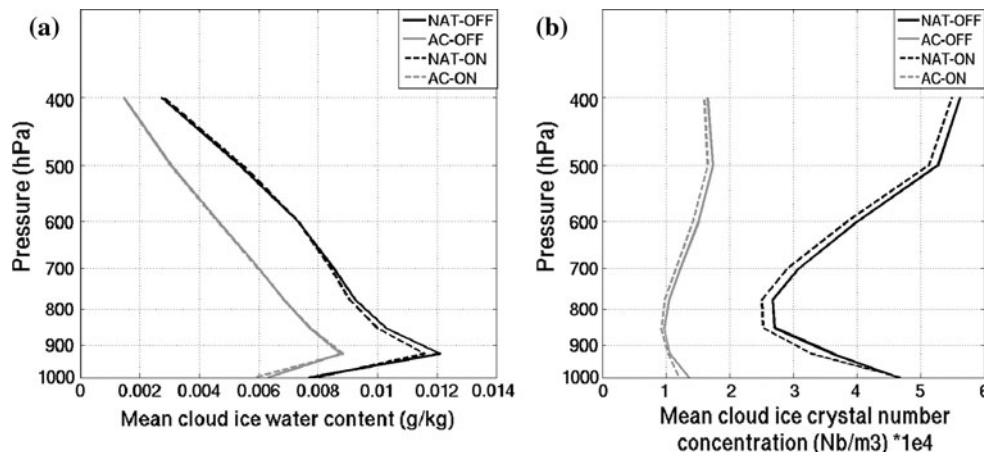 (a)
NAT-OFF
AC-OFF
NAT-ON
AC-ON
Pressure (hPa)
400
500
600
700
800
900
1000
0
0.002
0.004
0.006
0.008
0.01
0.012
0.014
Mean cloud ice water content (g/kg)
(b)
NAT-OFF
AC-OFF
NAT-ON
AC-ON
Pressure (hPa)
400
500
600
700
800
900
1000
0
1
2
3
4
5
6
Mean cloud ice crystal number
concentration (Nb/m3) *1e4